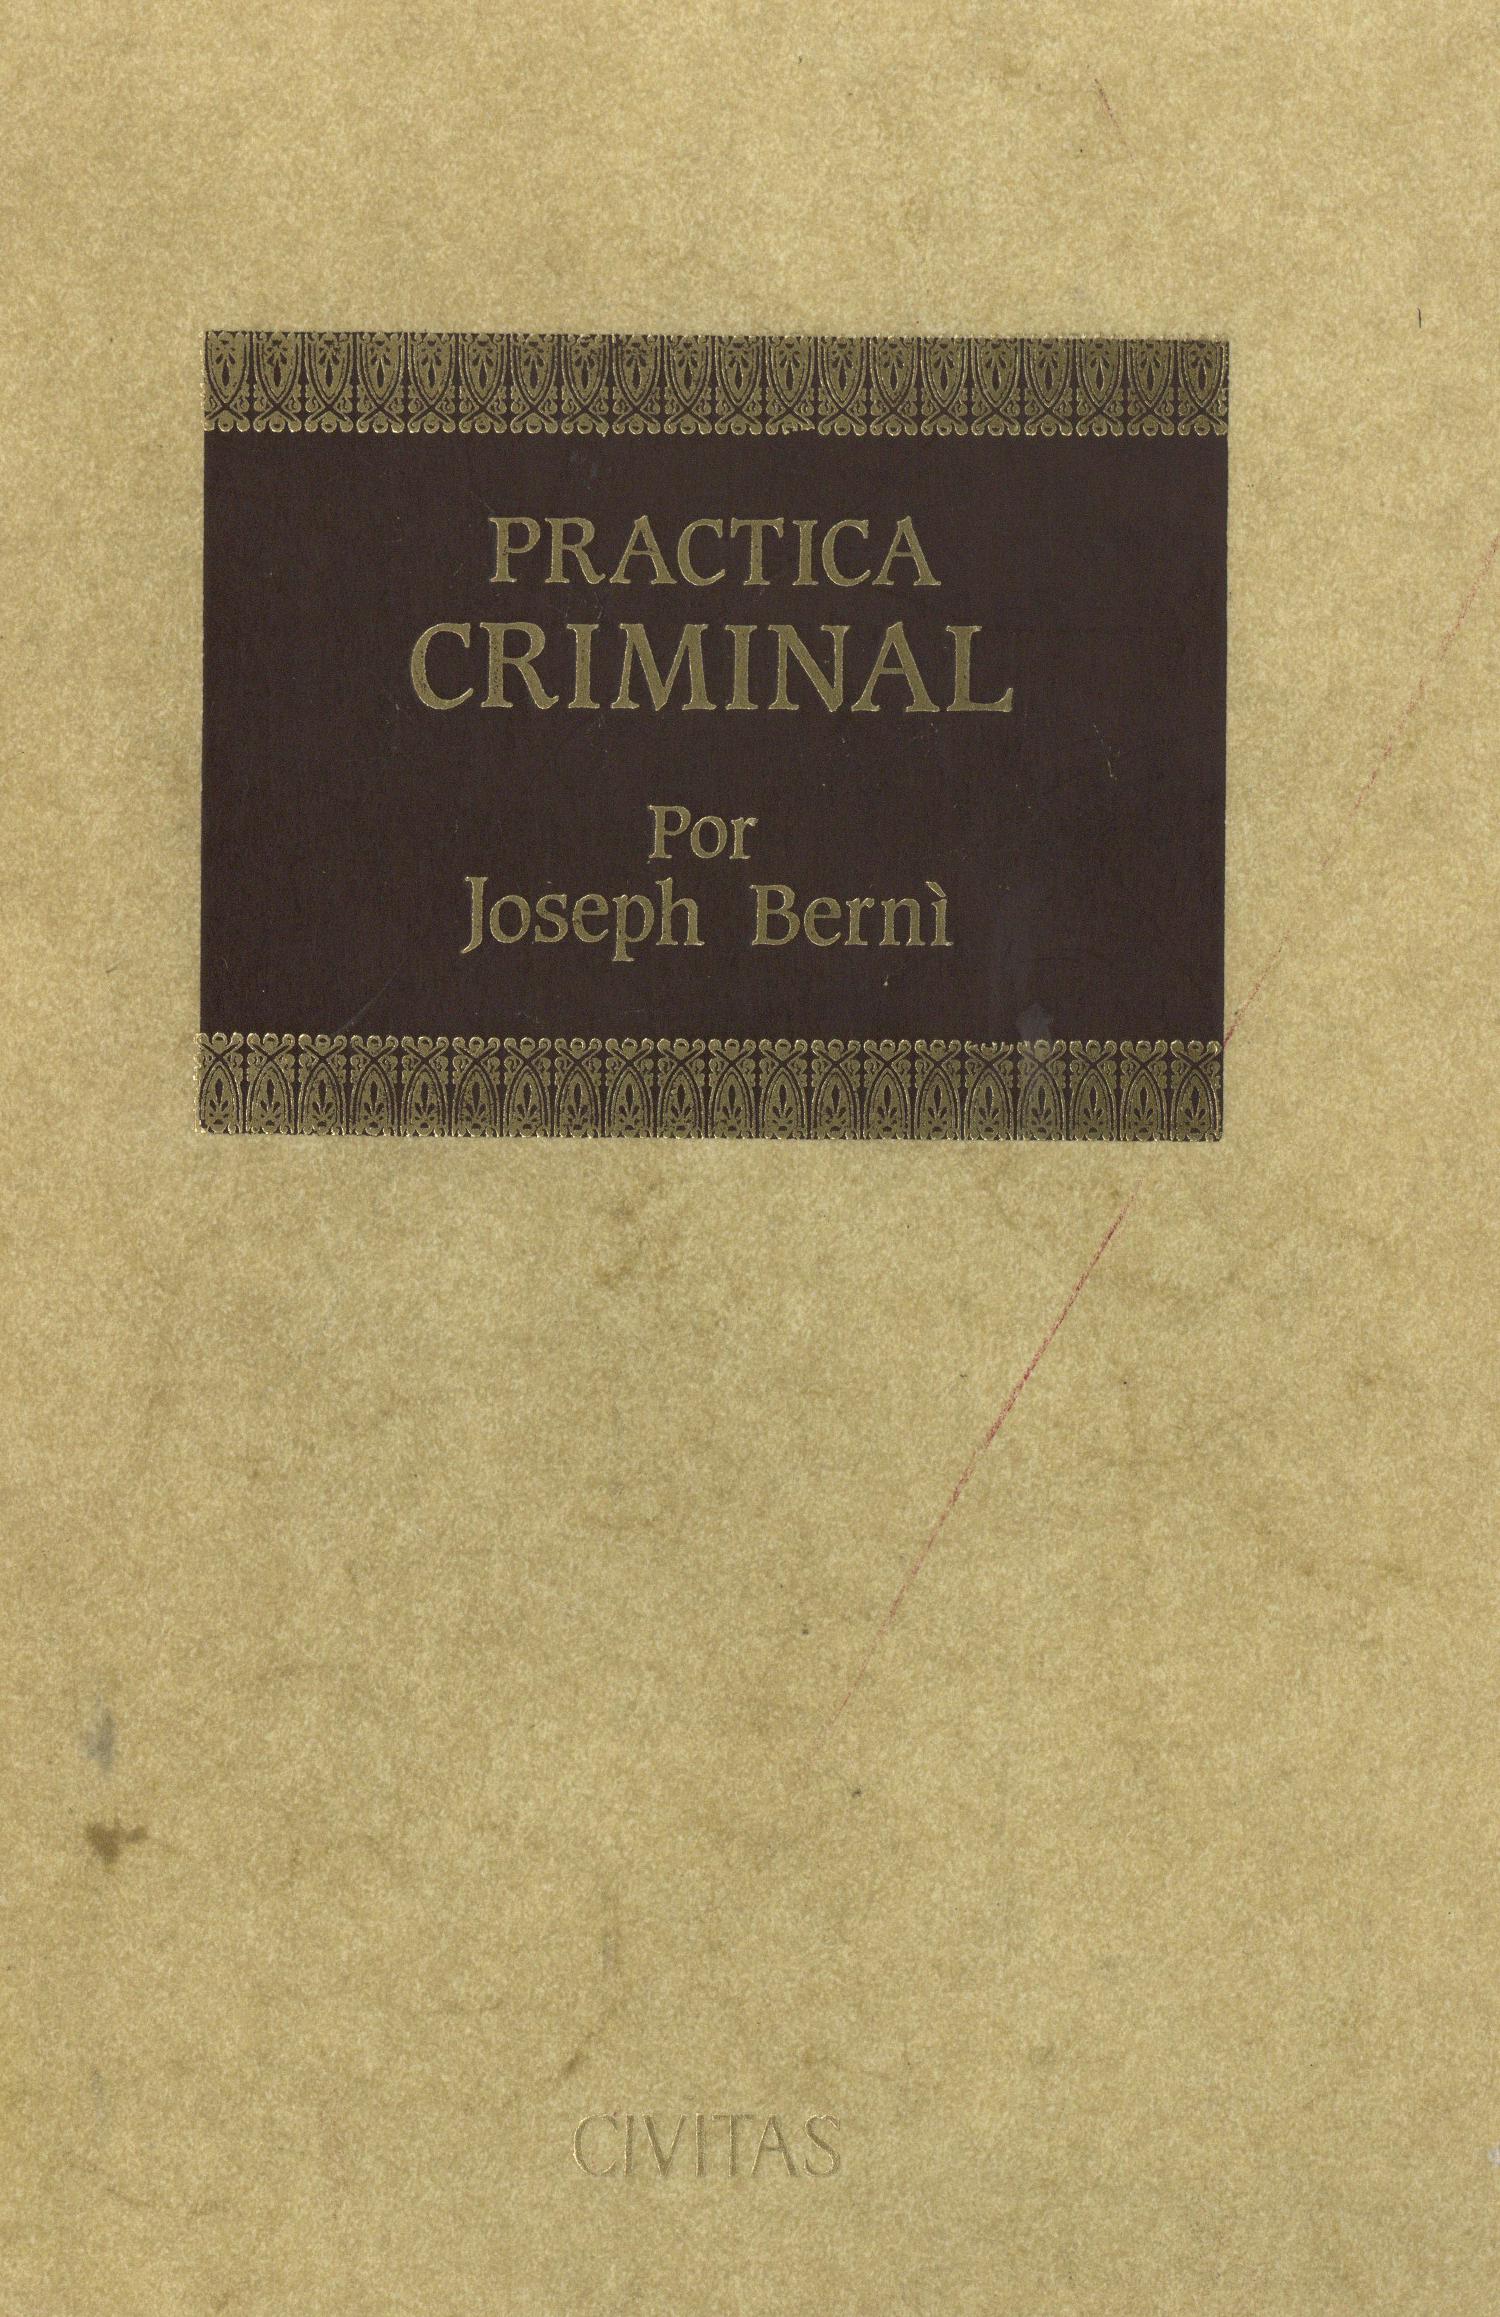 PRACTICA
CRIMINAL
Por
Joseph Bernì
CIVITAS